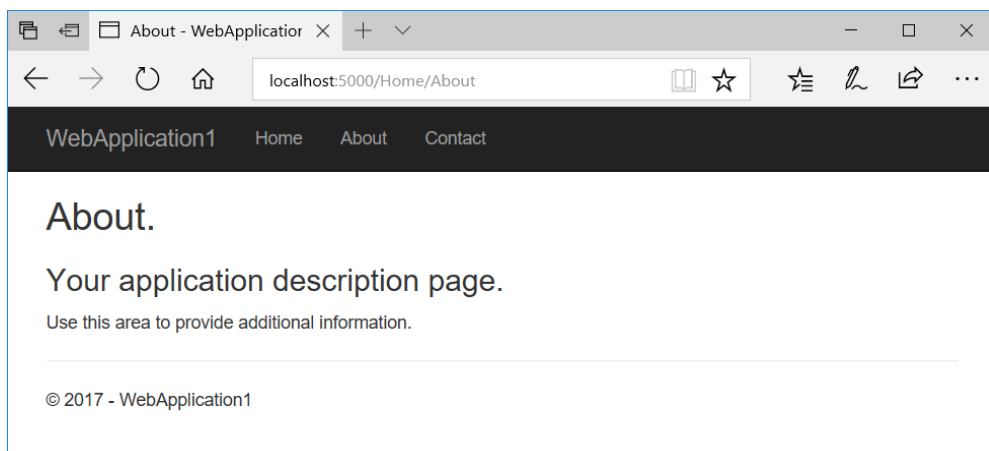 About - WebApplication
localhost:5000/Home/About
WebApplication1 Home About Contact
About.
Your application description page.
Use this area to provide additional information.
© 2017 - WebApplication1